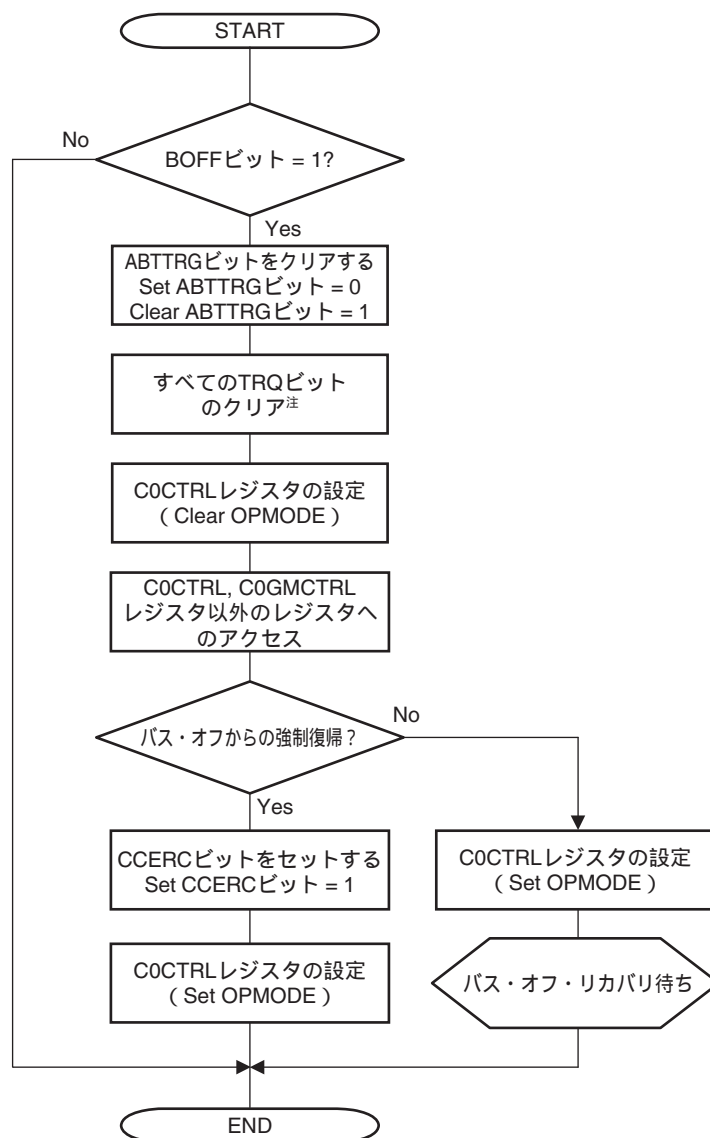 START
No
BOFFビット = 1?
Yes
ABTTRGビットをクリアする
Set ABTTRGビット = 0
Clear ABTTRGビット = 1
すべてのTRQビット
のクリア注
C0CTRLレジスタの設定
（Clear OPMODE）
C0CTRL, C0GMCTRL
レジスタ以外のレジスタへ
のアクセス
バス・オフからの強制復帰？
No
Yes
CCERCビットをセットする
Set CCERCビット = 1
C0CTRLレジスタの設定
（Set OPMODE）
C0CTRLレジスタの設定
（Set OPMODE）
バス・オフ・リカバリ待ち
END